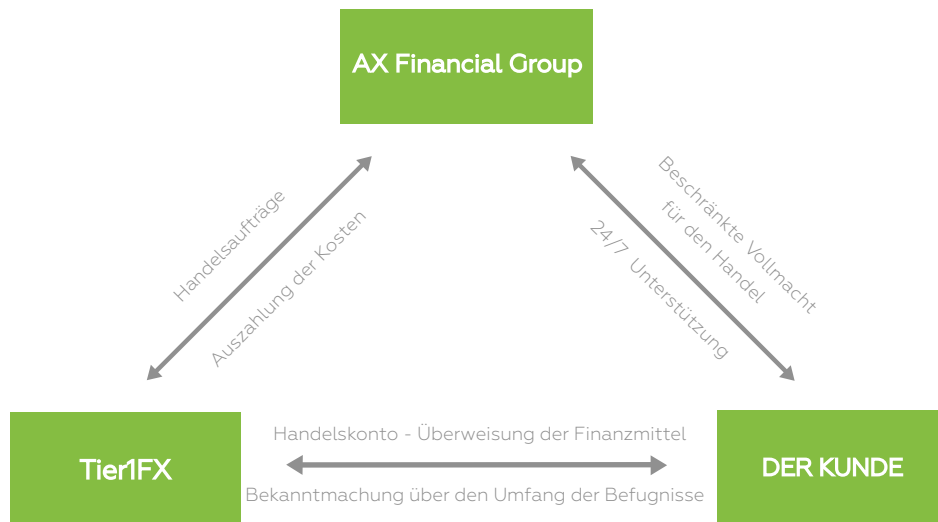 AX Financial Group
Handelsaufträge
Auszahlung der Kosten
Beschränkte Vollmacht
für den Handel
24/7 Unterstützung
Tier1FX
Handelskonto - Überweisung der Finanzmittel
Bekanntmachung über den Umfang der Befugnisse
DER KUNDE